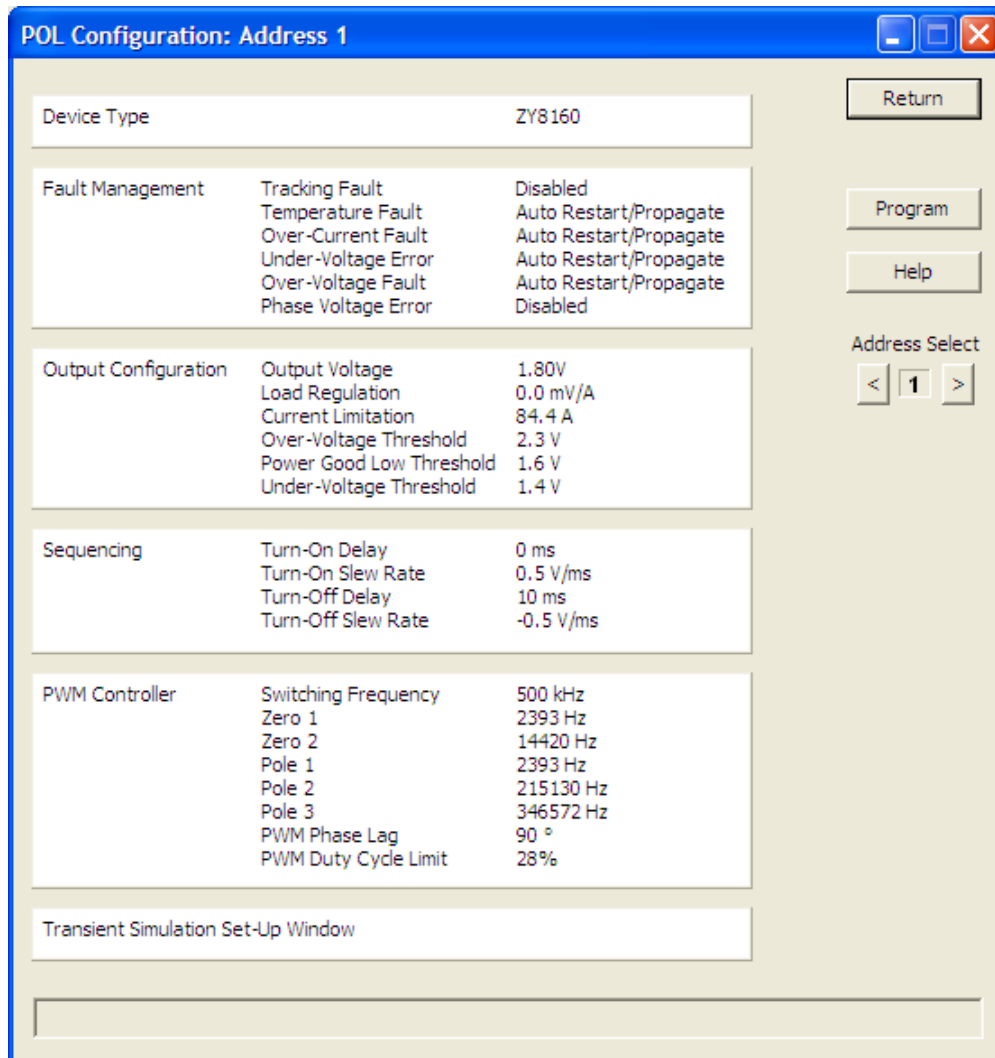 POL Configuration: Address 1
Return
Device Type ZY8160
Fault Management Tracking Fault Disabled
Temperature Fault Auto Restart/Propagate
Program
Over-Current Fault Auto Restart/Propagate
Under-Voltage Error Auto Restart/Propagate
Over-Voltage Fault Auto Restart/Propagate
Help
Phase Voltage Error Disabled
Address Select
< 1 >
Output Configuration Output Voltage 1.80V
Load Regulation 0.0 mV/A
Current Limitation 84.4 A
Over-Voltage Threshold 2.3 V
Power Good Low Threshold 1.6 V
Under-Voltage Threshold 1.4 V
Sequencing Turn-On Delay 0 ms
Turn-On Slew Rate 0.5 V/ms
Turn-Off Delay 10 ms
Turn-Off Slew Rate -0.5 V/ms
PWM Controller Switching Frequency 500 kHz
Zero 1 2393 Hz
Zero 2 14420 Hz
Pole 1 2393 Hz
Pole 2 215130 Hz
Pole 3 346572 Hz
PWM Phase Lag 90 °
PWM Duty Cycle Limit 28%
Transient Simulation Set-Up Window